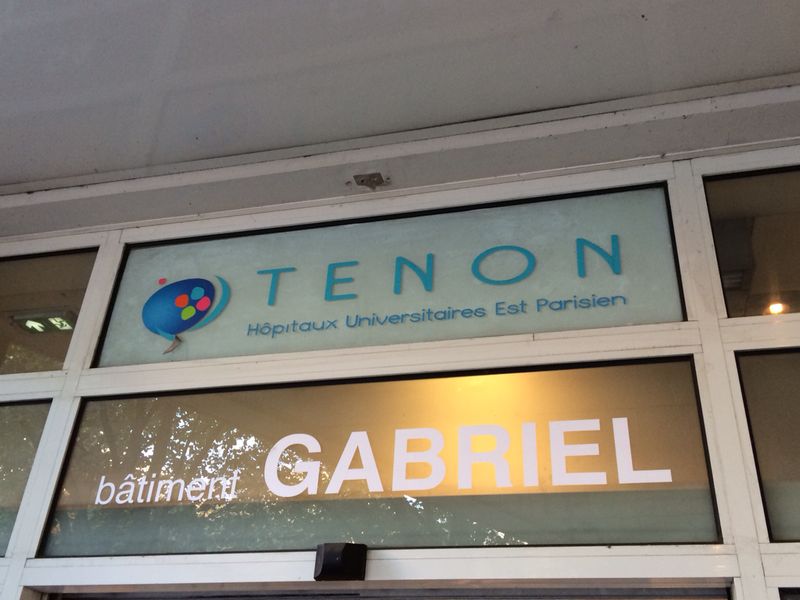 TENON
Hôpitaux Universitaires Est Parisien
bâtiment GABRIEL